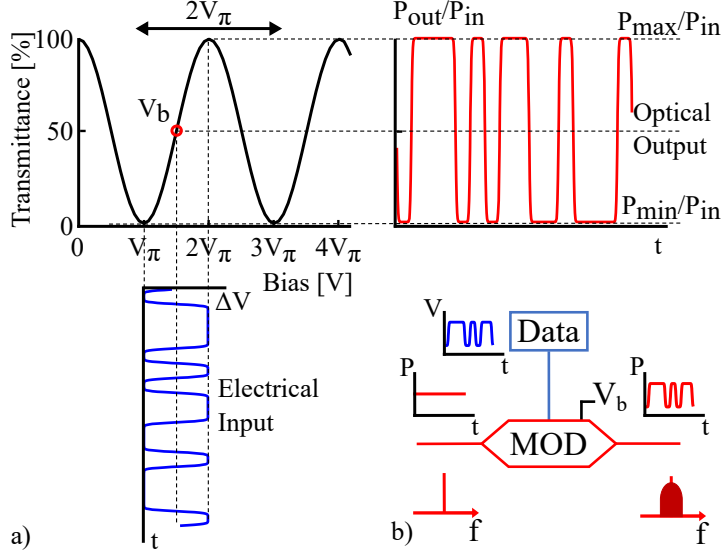 2Vπ
Transmittance [%]
100
50
0
Vb
0
Vπ
2Vπ
3Vπ
4Vπ
Bias [V]
Pout/Pin
Pmax/Pin
Optical
Output
Pmin/Pin
t
ΔV
Electrical
Input
t
a)
V
t
Data
P
t
Vb
P
t
MOD
f
f
b)